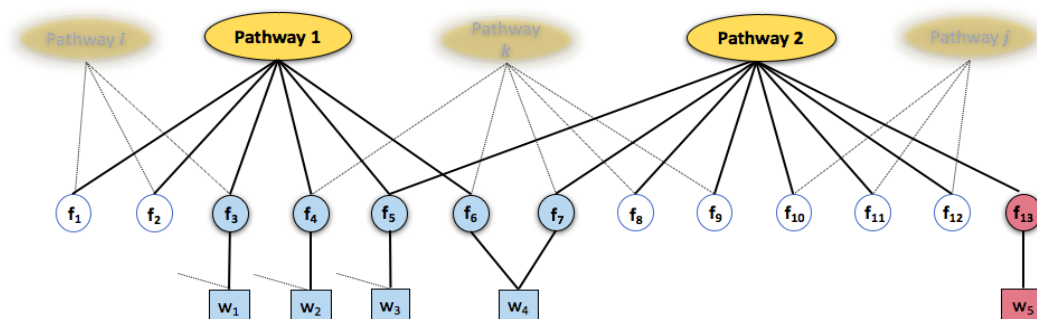 Pathway i
Pathway 1
Pathway
k
Pathway 2
Pathway j
f₁ f₂ f₃ f₄ f₅ f₆ f₇ f₈ f₉ f₁₀ f₁₁ f₁₂ f₁₃
w₁ w₂ w₃ w₄ w₅